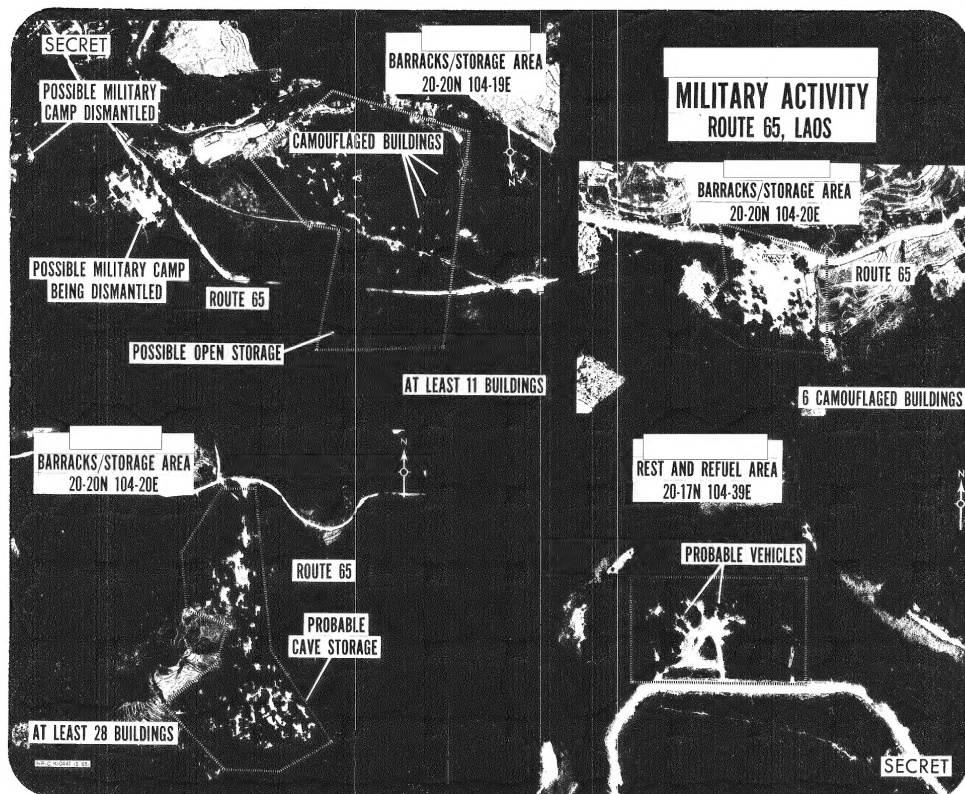 SECRET
POSSIBLE MILITARY
CAMP DISMANTLED
BARRACKS/STORAGE AREA
20-20N 104-19E
CAMOUFLAGED BUILDINGS
N
POSSIBLE MILITARY CAMP
BEING DISMANTLED
ROUTE 65
POSSIBLE OPEN STORAGE
AT LEAST 11 BUILDINGS
MILITARY ACTIVITY
ROUTE 65, LAOS
BARRACKS/STORAGE AREA
20-20N 104-20E
ROUTE 65
6 CAMOUFLAGED BUILDINGS
BARRACKS/STORAGE AREA
20-20N 104-20E
N
ROUTE 65
PROBABLE
CAVE STORAGE
AT LEAST 28 BUILDINGS
REST AND REFUEL AREA
20-17N 104-39E
N
PROBABLE VEHICLES
SECRET